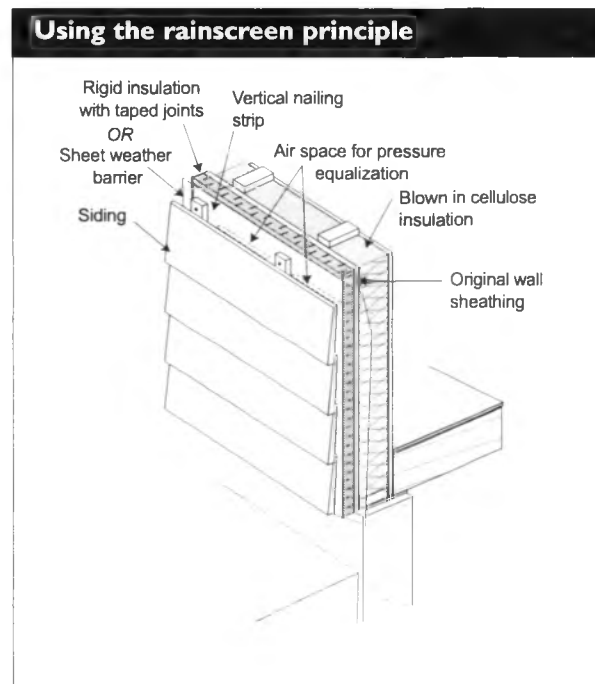 Using the rainscreen principle
Rigid insulation
with taped joints
OR
Sheet weather
barrier
Siding
Vertical nailing
strip
Air space for pressure
equalization
Blown in cellulose
insulation
Original wall
sheathing